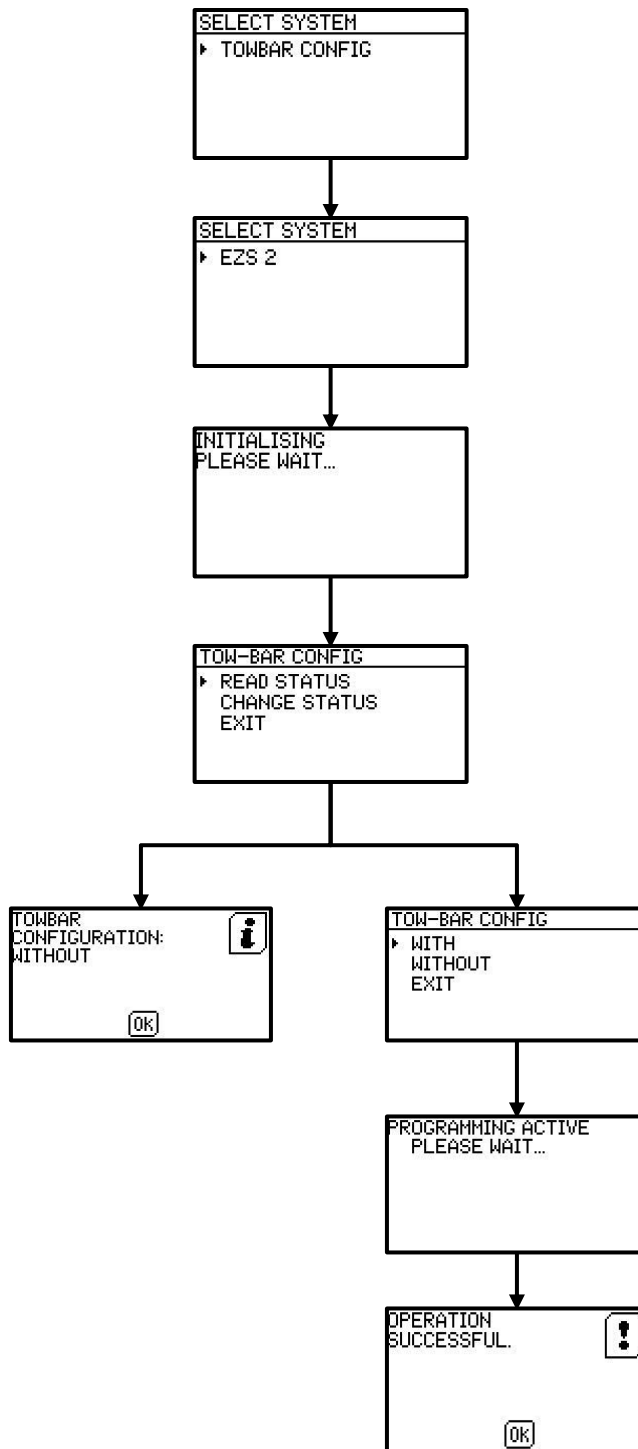 SELECT SYSTEM
TOWBAR CONFIG
SELECT SYSTEM
EZS 2
INITIALISING
PLEASE WAIT...
TOW-BAR CONFIG
READ STATUS
CHANGE STATUS
EXIT
TOWBAR
CONFIGURATION:
WITHOUT
i
OK
TOW-BAR CONFIG
WITH
WITHOUT
EXIT
PROGRAMMING ACTIVE
PLEASE WAIT...
OPERATION
SUCCESSFUL.
!
OK